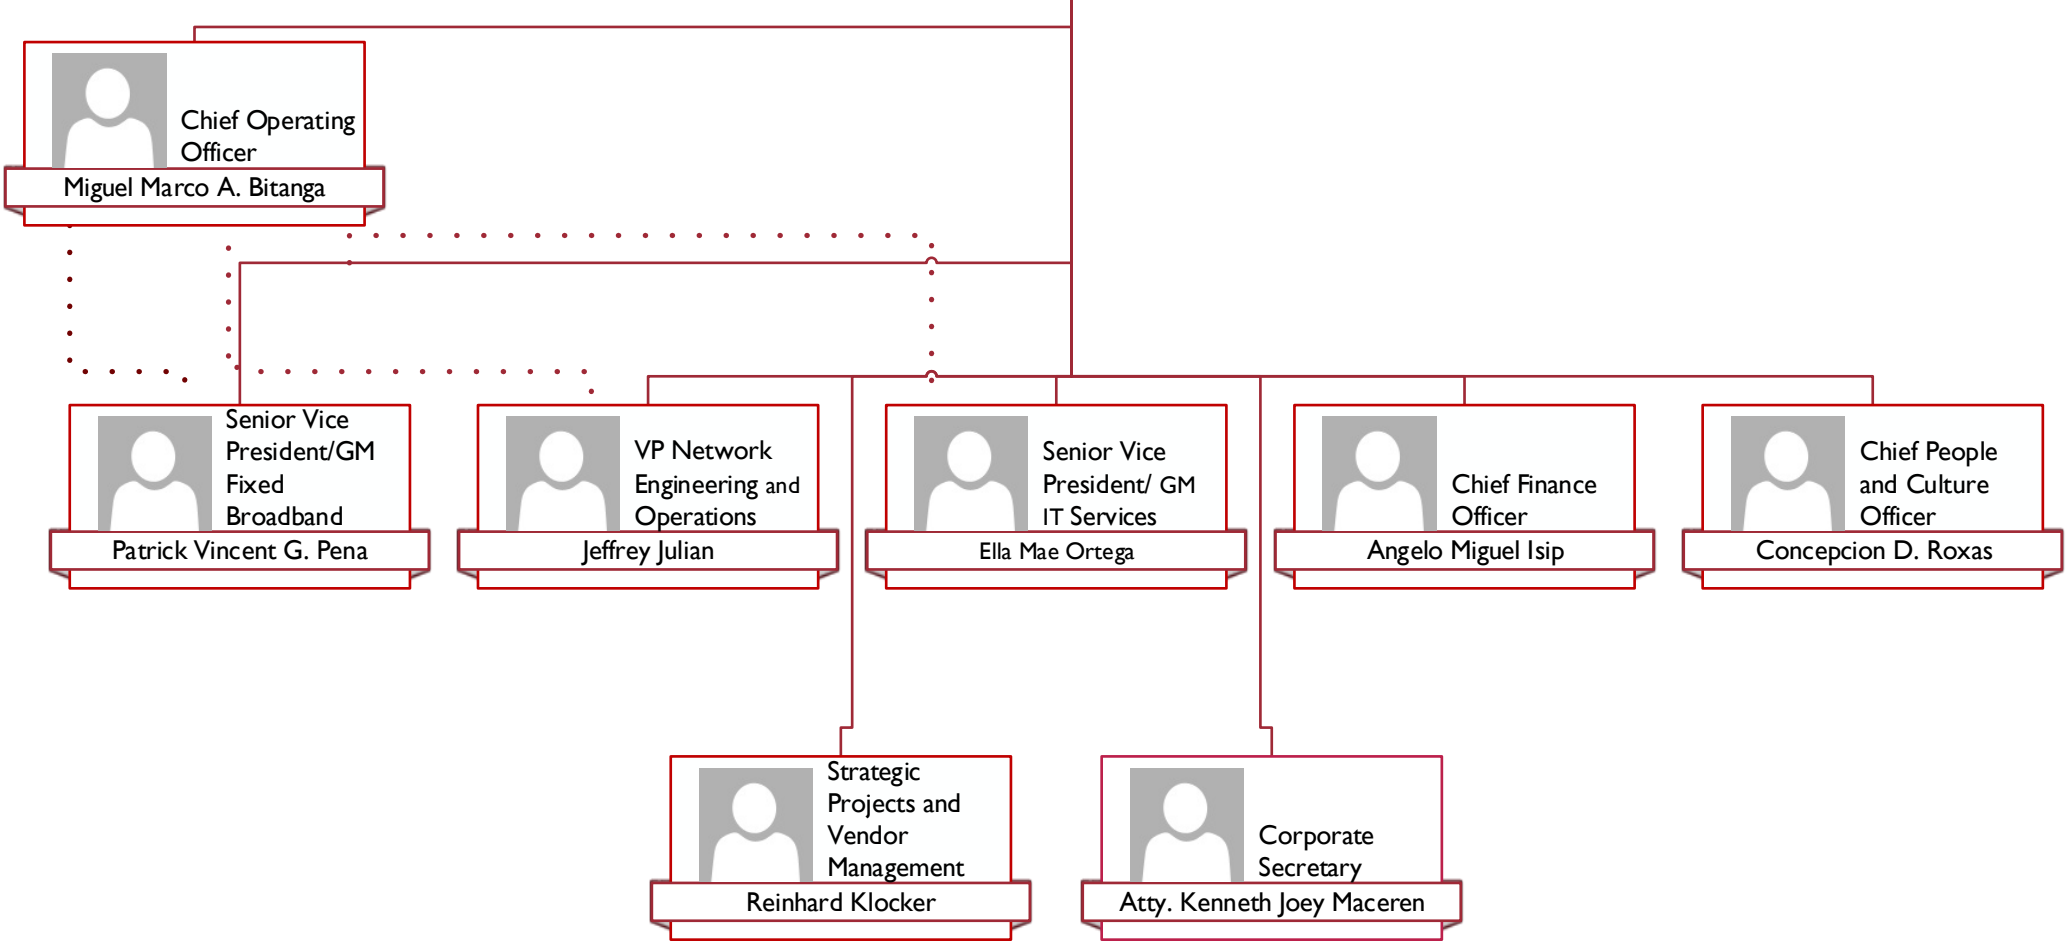 Chief Operating
Officer
Miguel Marco A. Bitanga
Senior Vice
President/GM
Fixed
Broadband
Patrick Vincent G. Pena
VP Network
Engineering and
Operations
Jeffrey Julian
Senior Vice
President/ GM
IT Services
Ella Mae Ortega
Chief Finance
Officer
Angelo Miguel Isip
Chief People
and Culture
Officer
Concepcion D. Roxas
Strategic
Projects and
Vendor
Management
Reinhard Klocker
Corporate
Secretary
Atty. Kenneth Joey Maceren